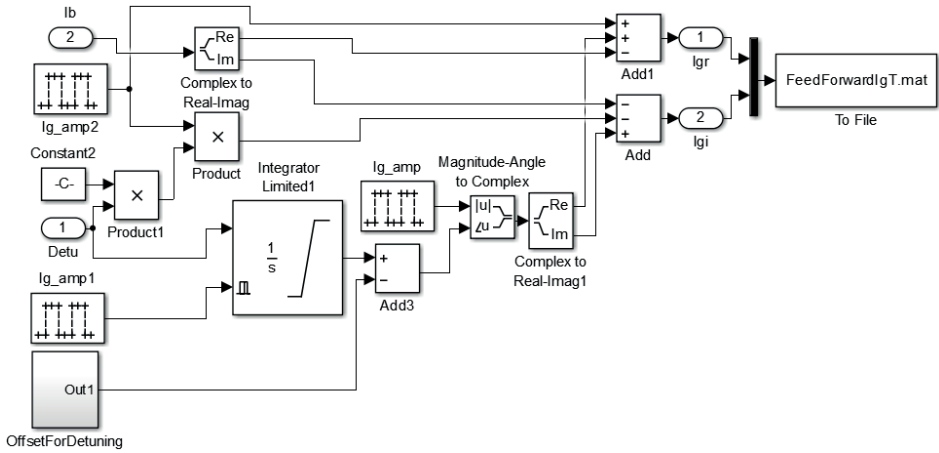 Ib
2
Re
Im
Complex to
Real-Imag
Ig_amp2
+
+
−
Add1
1
Igr
FeedForwardIgT.mat
To File
−
−
+
Add
2
Igi
×
Product
Constant2
-C-
×
Product1
1
Detu
Integrator
Limited1
1
s
Ig_amp
Magnitude-Angle
to Complex
|u|
∠u
Re
Im
Complex to
Real-Imag1
+
−
Add3
Ig_amp1
Out1
OffsetForDetuning